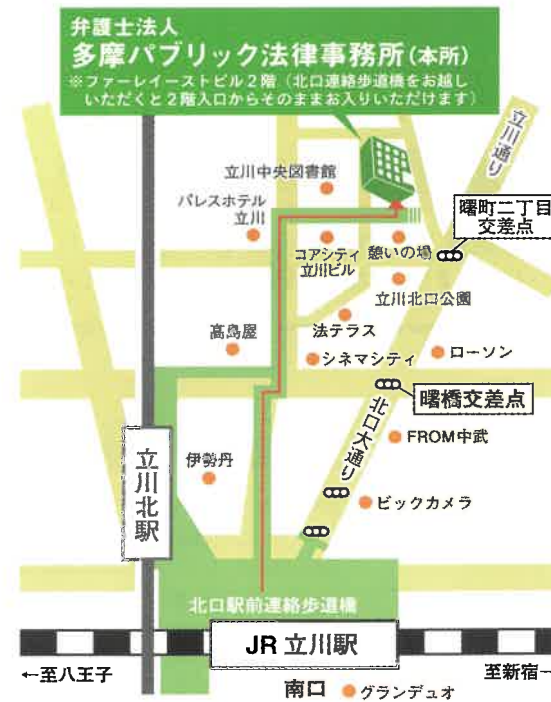 弁護士法人
多摩パブリック法律事務所(本所)
※ファーレイーストビル2階(北口連絡歩道橋をお越し
いただくと2階入口からそのままお入りいただけます)
立川通り
立川中央図書館
パレスホテル
立川
曙町二丁目
交差点
コアシティ
立川ビル
憩いの場
立川北口公園
法テラス
高島屋
シネマシティ
ローソン
曙橋交差点
北口大通り
FROM中武
立川北駅
伊勢丹
ビックカメラ
北口駅前連絡歩道橋
JR 立川駅
←至八王子
至新宿→
南口
グランデュオ